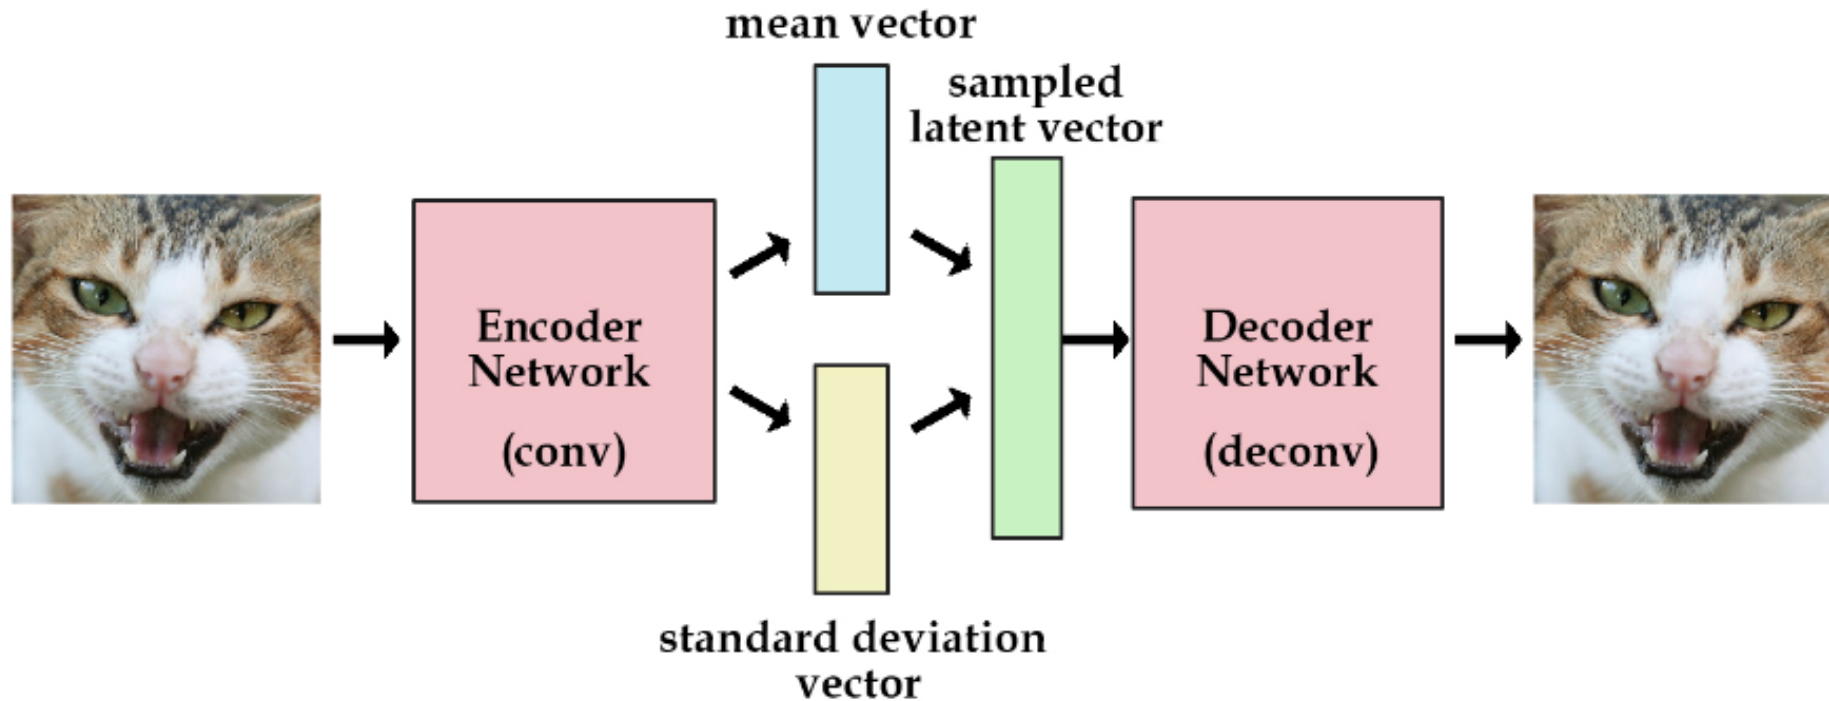 mean vector
sampled
latent vector
Encoder
Network
(conv)
Decoder
Network
(deconv)
standard deviation
vector